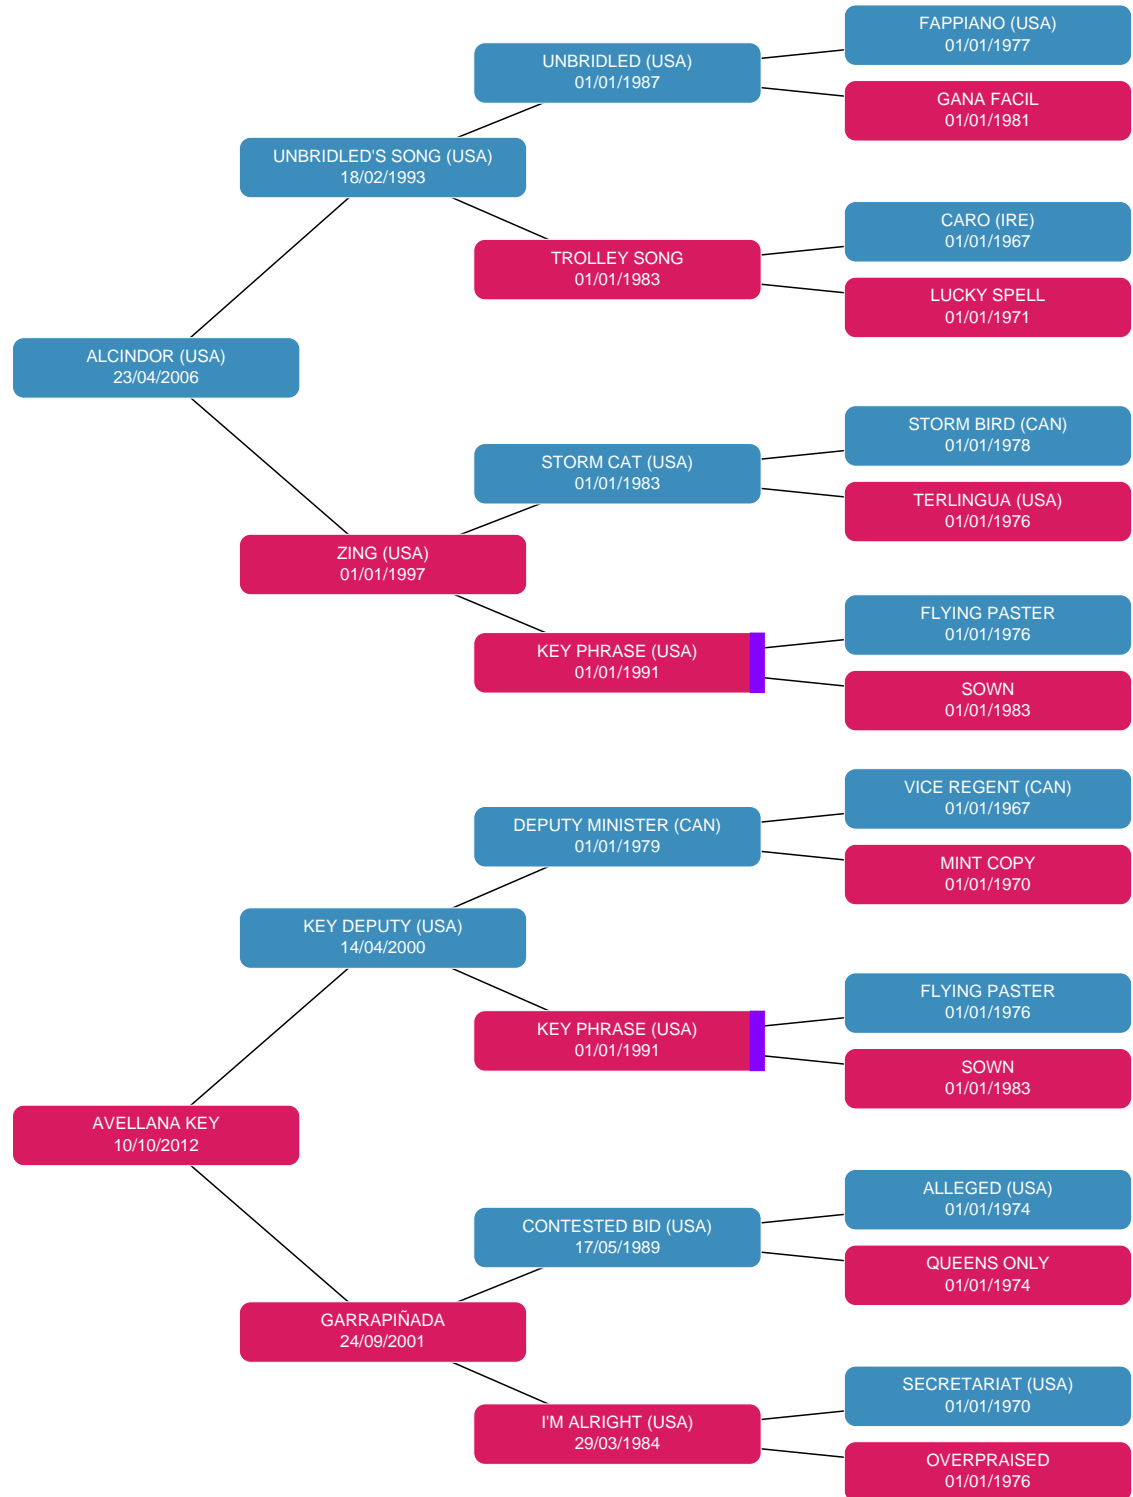 FAPPIANO (USA)
01/01/1977
UNBRIDLED (USA)
01/01/1987
GANA FACIL
01/01/1981
UNBRIDLED'S SONG (USA)
18/02/1993
CARO (IRE)
01/01/1967
TROLLEY SONG
01/01/1983
LUCKY SPELL
01/01/1971
ALCINDOR (USA)
23/04/2006
STORM BIRD (CAN)
01/01/1978
STORM CAT (USA)
01/01/1983
TERLINGUA (USA)
01/01/1976
ZING (USA)
01/01/1997
FLYING PASTER
01/01/1976
KEY PHRASE (USA)
01/01/1991
SOWN
01/01/1983
VICE REGENT (CAN)
01/01/1967
DEPUTY MINISTER (CAN)
01/01/1979
MINT COPY
01/01/1970
KEY DEPUTY (USA)
14/04/2000
FLYING PASTER
01/01/1976
KEY PHRASE (USA)
01/01/1991
SOWN
01/01/1983
AVELLANA KEY
10/10/2012
ALLEGED (USA)
01/01/1974
CONTESTED BID (USA)
17/05/1989
QUEENS ONLY
01/01/1974
GARRAPIÑADA
24/09/2001
SECRETARIAT (USA)
01/01/1970
I'M ALRIGHT (USA)
29/03/1984
OVERPRAISED
01/01/1976